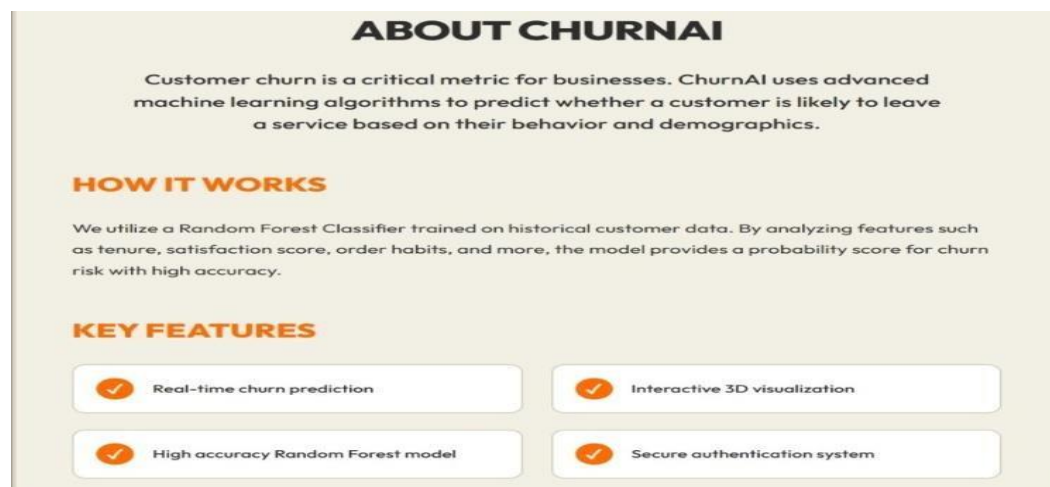 ABOUT CHURNAI
Customer churn is a critical metric for businesses. ChurnAI uses advanced
machine learning algorithms to predict whether a customer is likely to leave
a service based on their behavior and demographics.
HOW IT WORKS
We utilize a Random Forest Classifier trained on historical customer data. By analyzing features such
as tenure, satisfaction score, order habits, and more, the model provides a probability score for churn
risk with high accuracy.
KEY FEATURES
Real-time churn prediction
Interactive 3D visualization
High accuracy Random Forest model
Secure authentication system